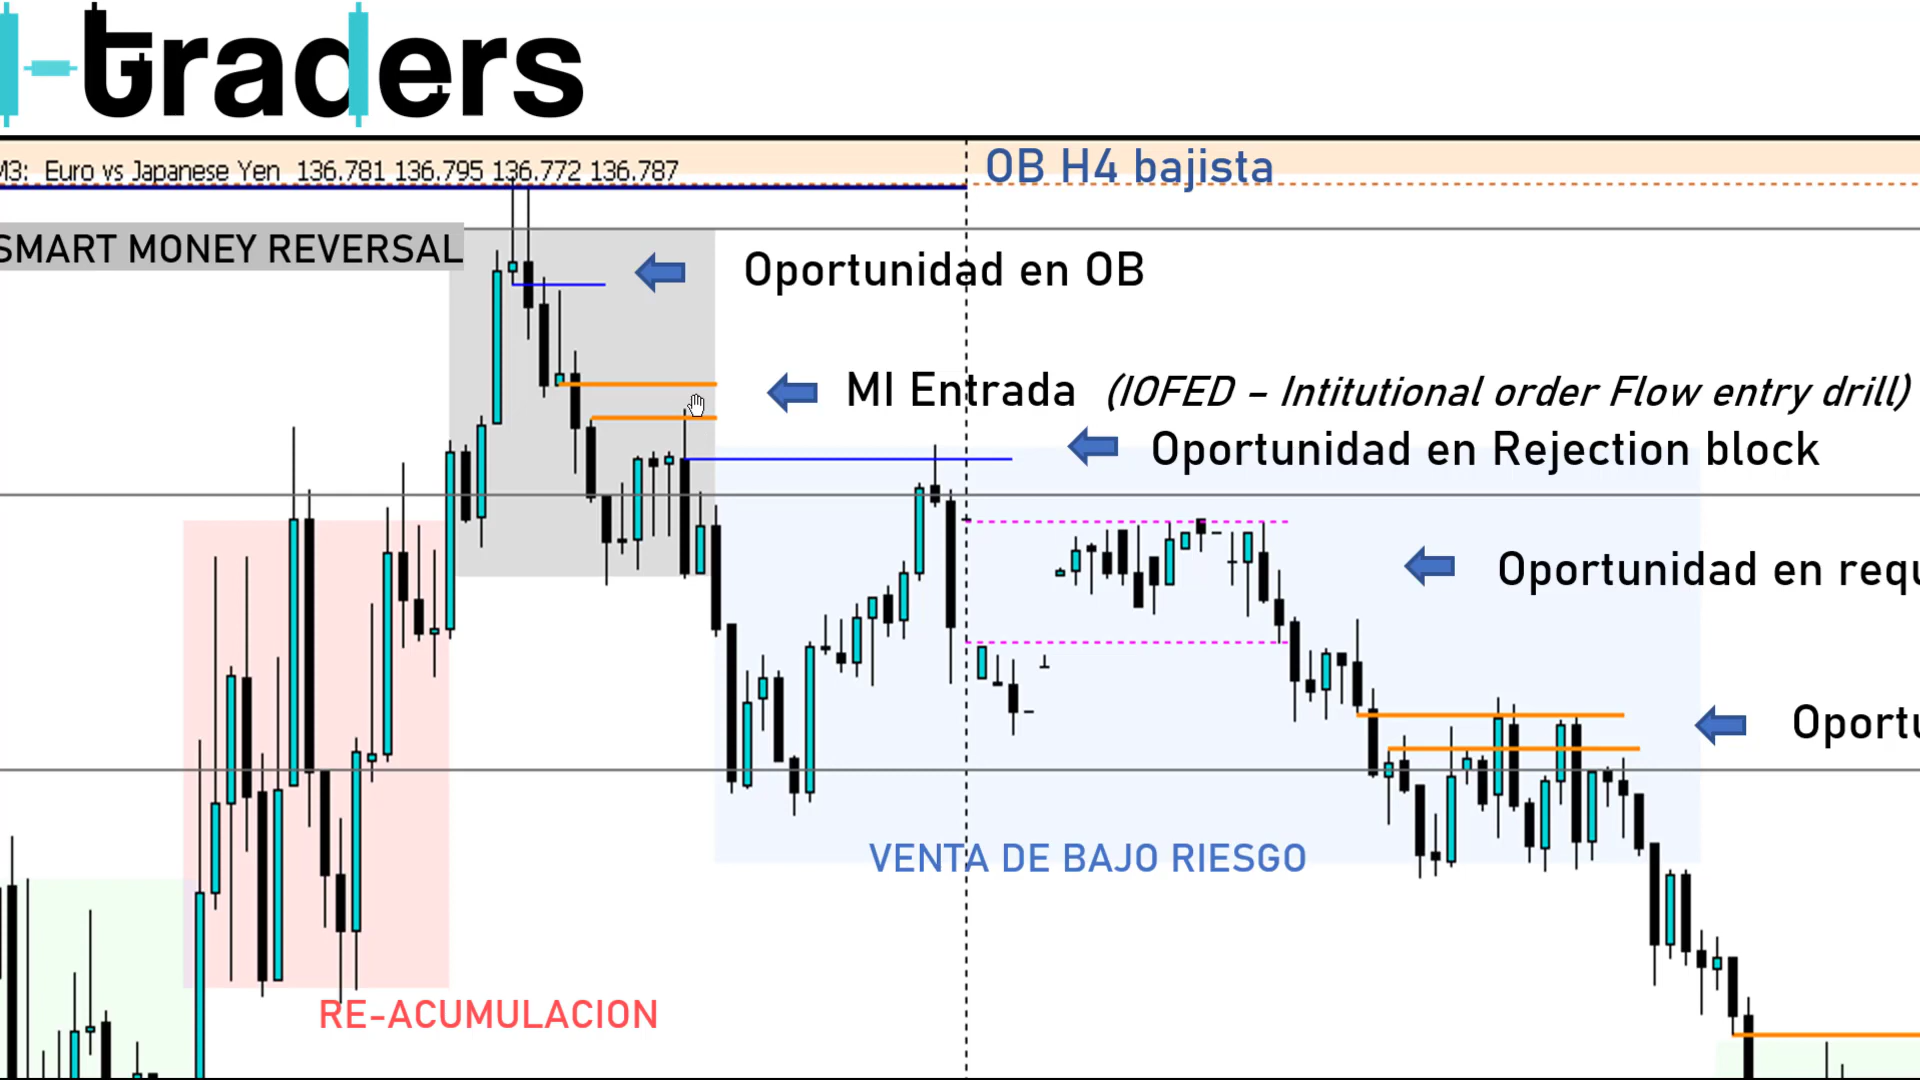 -traders
M3: Euro vs Japanese Yen 136.781 136.795 136.772 136.787
OB H4 bajista
SMART MONEY REVERSAL
Oportunidad en OB
MI Entrada (IOFED – Intitutional order Flow entry drill)
Oportunidad en Rejection block
Oportunidad en requ
Oportu
VENTA DE BAJO RIESGO
RE-ACUMULACION